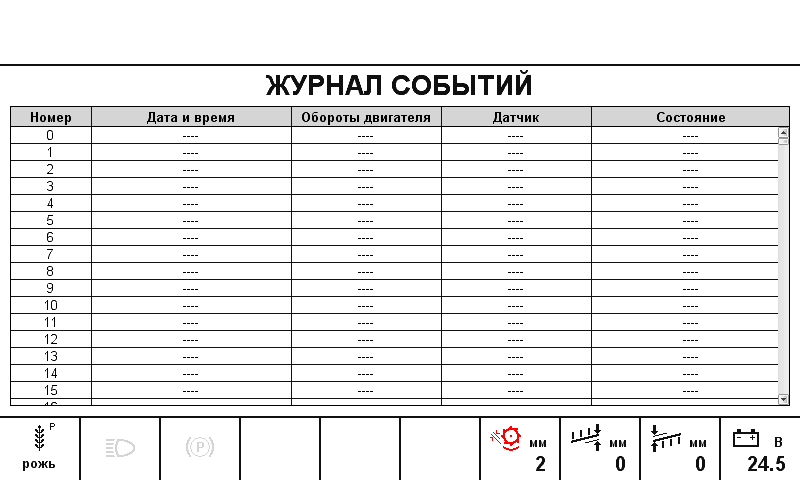 ЖУРНАЛ СОБЫТИЙ
Номер Дата и время Обороты двигателя Датчик Состояние
0 ---- ---- ---- ----
1 ---- ---- ---- ----
2 ---- ---- ---- ----
3 ---- ---- ---- ----
4 ---- ---- ---- ----
5 ---- ---- ---- ----
6 ---- ---- ---- ----
7 ---- ---- ---- ----
8 ---- ---- ---- ----
9 ---- ---- ---- ----
10 ---- ---- ---- ----
11 ---- ---- ---- ----
12 ---- ---- ---- ----
13 ---- ---- ---- ----
14 ---- ---- ---- ----
15 ---- ---- ---- ----
P
рожь
(P)
мм
2
мм
0
мм
0
В
24.5